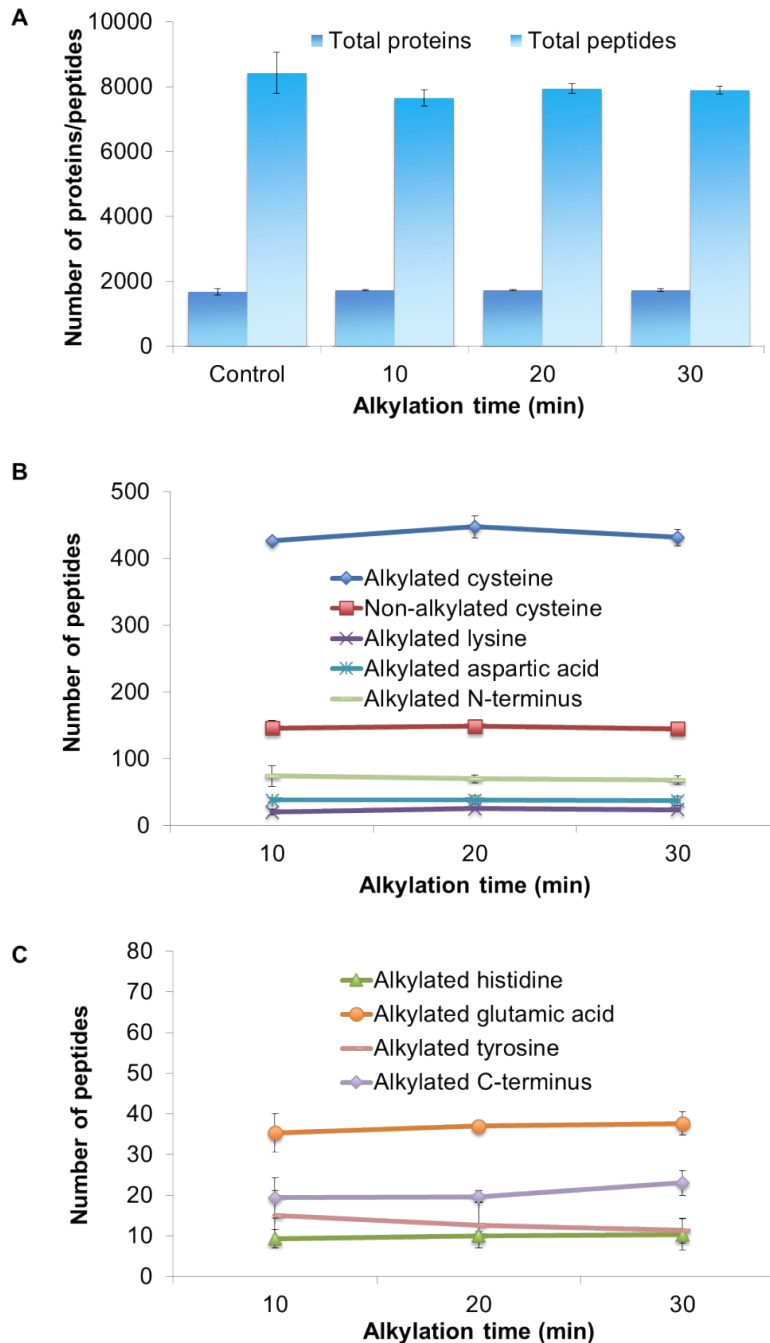 A
Number of proteins/peptides
10000
8000
6000
4000
2000
0
Total proteins Total peptides
Control 10 20 30
Alkylation time (min)
B
Number of peptides
500
400
300
200
100
0
Alkylated cysteine
Non-alkylated cysteine
Alkylated lysine
Alkylated aspartic acid
Alkylated N-terminus
10 20 30
Alkylation time (min)
C
Number of peptides
80
70
60
50
40
30
20
10
0
Alkylated histidine
Alkylated glutamic acid
Alkylated tyrosine
Alkylated C-terminus
10 20 30
Alkylation time (min)